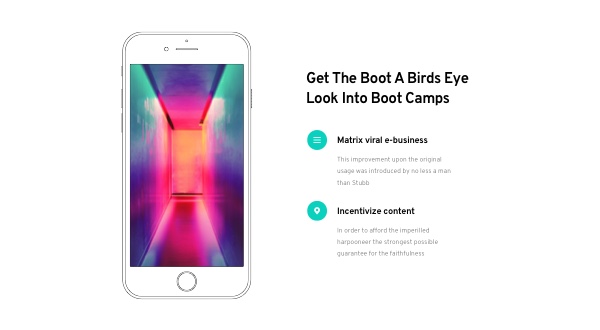 Get The Boot A Birds Eye
Look Into Boot Camps
Matrix viral e-business
This improvement upon the original
usage was introduced by no less a man
than Stubb
Incentivize content
In order to afford the imperilled
harpooneer the strongest possible
guarantee for the faithfulness